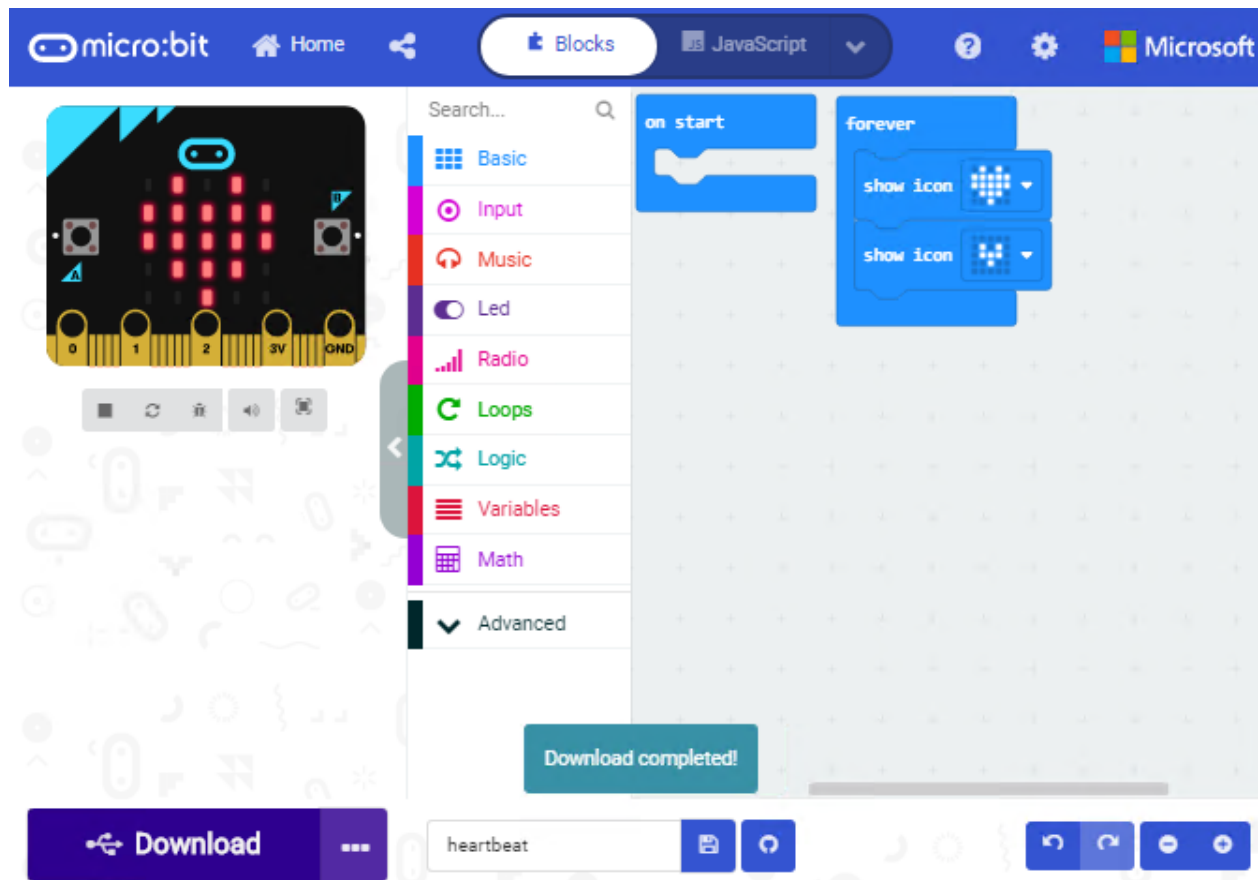 micro:bit
Home
Blocks
JS JavaScript
?
Microsoft
B
A
0 1 2 3V GND
Search...
Basic
Input
Music
Led
Radio
Loops
Logic
Variables
Math
Advanced
on start
forever
show icon
show icon
Download completed!
Download
heartbeat